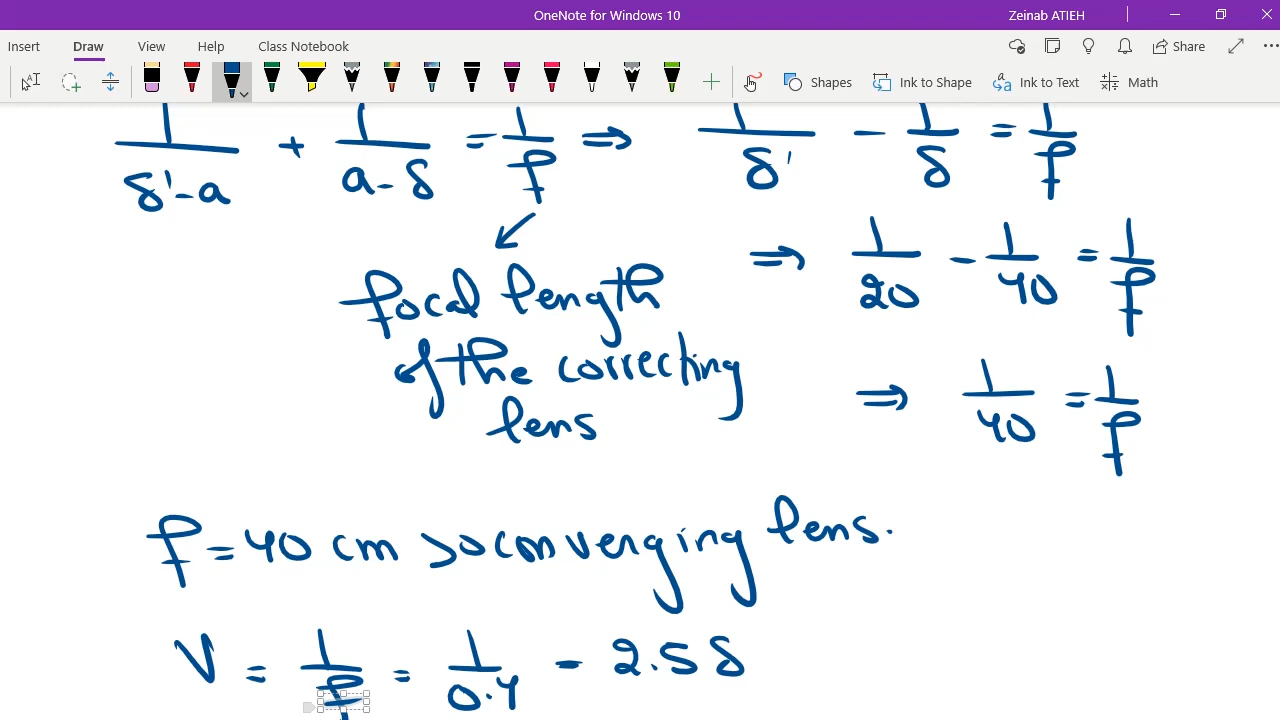 OneNote for Windows 10
Zeinab ATIEH
Insert Draw View Help Class Notebook Share
Shapes Ink to Shape Ink to Text Math
1/(δ'-a) + 1/(a-δ) = 1/f ⇒ 1/δ' - 1/δ = 1/f
focal length
of the correcting
lens
⇒ 1/20 - 1/40 = 1/f
⇒ 1/40 = 1/f
f = 40 cm so converging lens.
V = 1/f = 1/0.4 - 2.5 δ